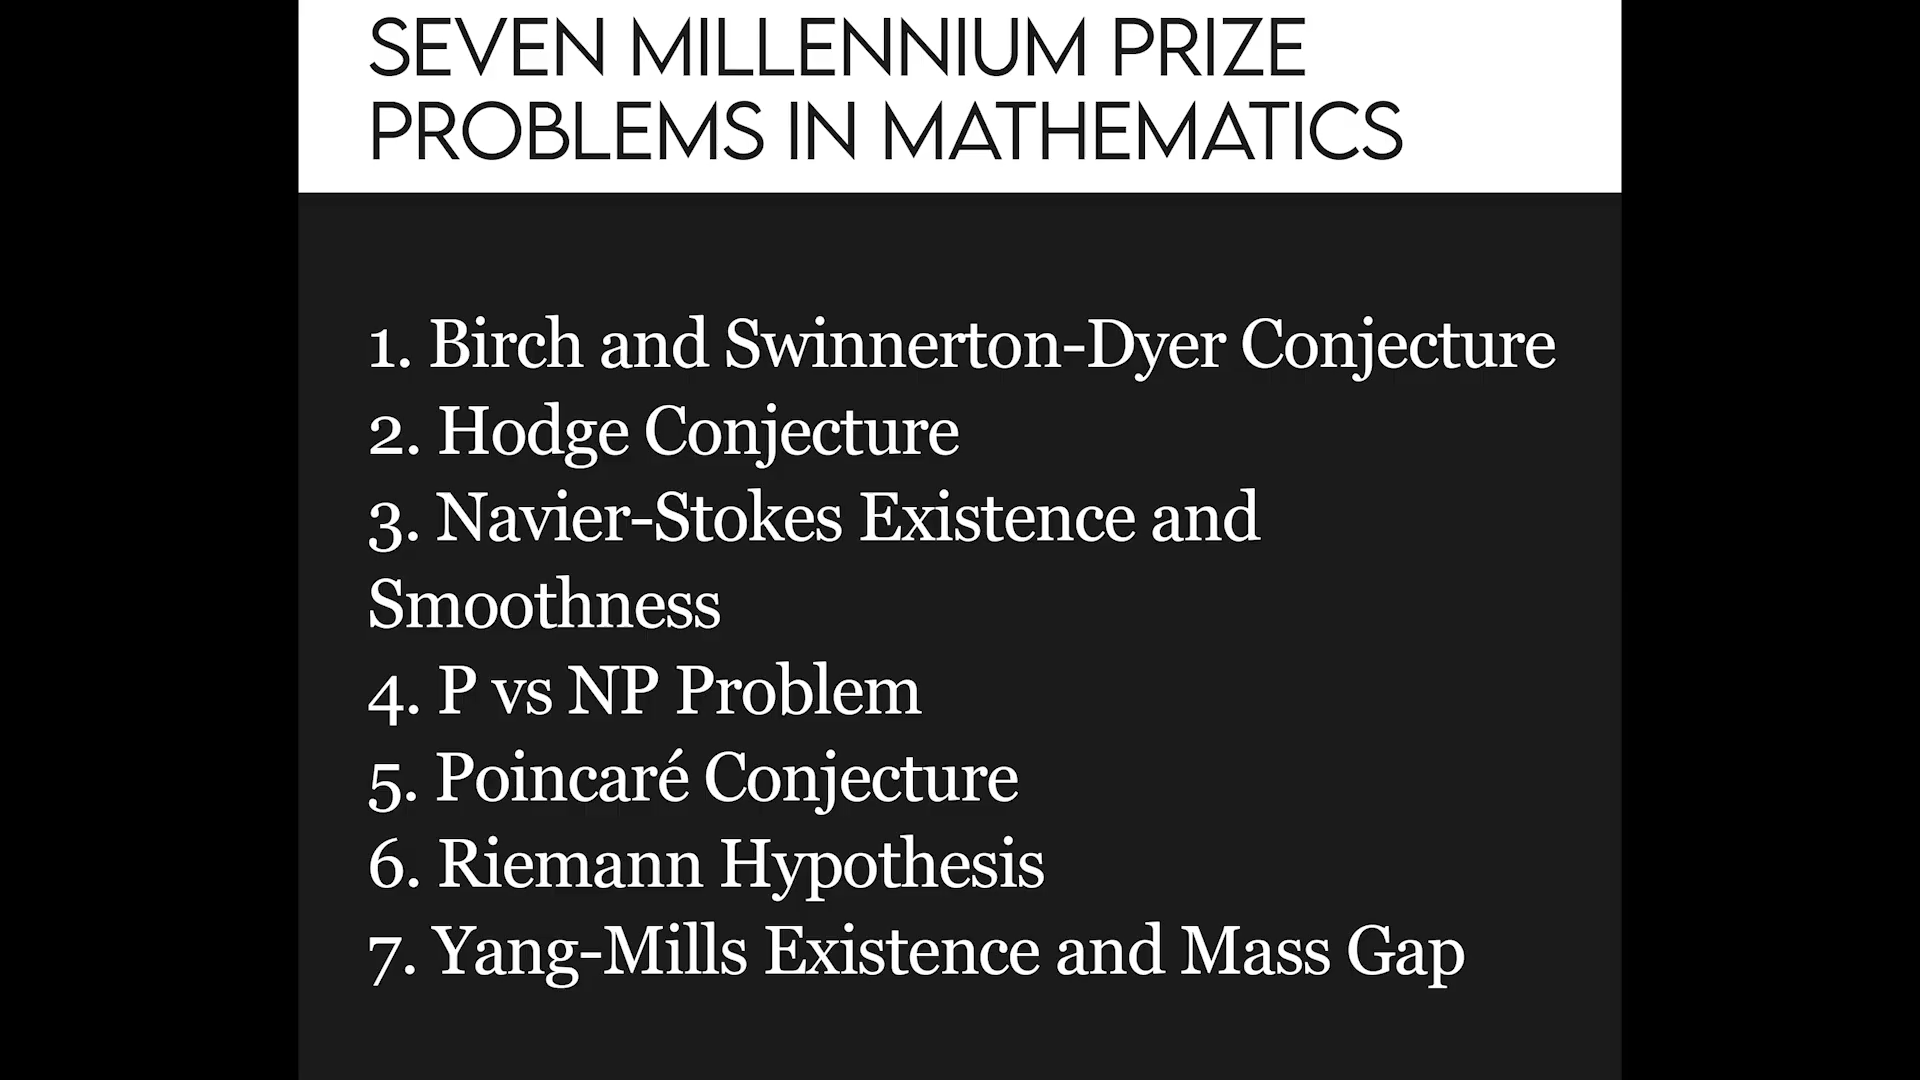 SEVEN MILLENNIUM PRIZE
PROBLEMS IN MATHEMATICS
1. Birch and Swinnerton-Dyer Conjecture
2. Hodge Conjecture
3. Navier-Stokes Existence and
Smoothness
4. P vs NP Problem
5. Poincaré Conjecture
6. Riemann Hypothesis
7. Yang-Mills Existence and Mass Gap